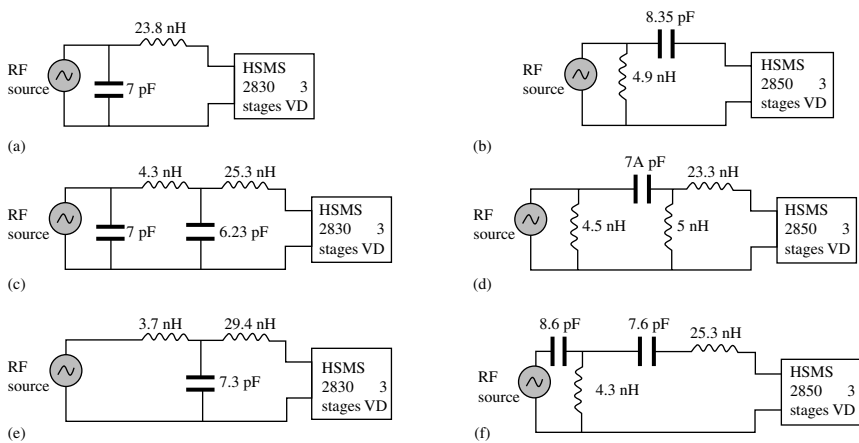 23.8 nH
RF
source
7 pF
HSMS
2830 3
stages VD
(a)
8.35 pF
RF
source
4.9 nH
HSMS
2850 3
stages VD
(b)
4.3 nH
25.3 nH
RF
source
7 pF
6.23 pF
HSMS
2830 3
stages VD
(c)
7A pF
23.3 nH
RF
source
4.5 nH
5 nH
HSMS
2850 3
stages VD
(d)
3.7 nH
29.4 nH
RF
source
7.3 pF
HSMS
2830 3
stages VD
(e)
8.6 pF
7.6 pF
25.3 nH
RF
source
4.3 nH
HSMS
2850 3
stages VD
(f)